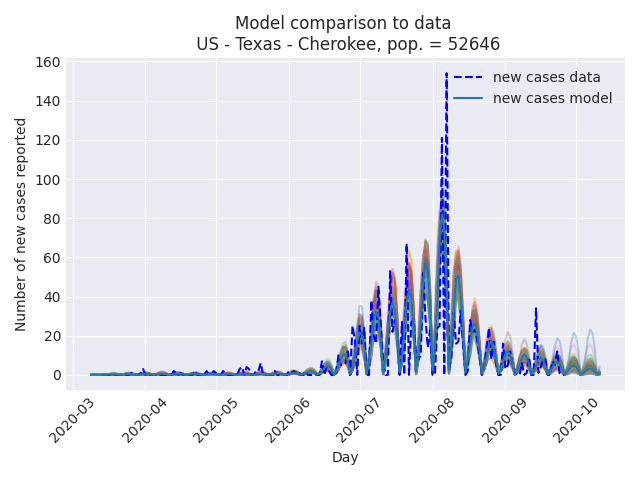 Model comparison to data
US - Texas - Cherokee, pop. = 52646
Number of new cases reported
160
140
120
100
80
60
40
20
0
new cases data
new cases model
2020-03
2020-04
2020-05
2020-06
2020-07
2020-08
2020-09
2020-10
Day